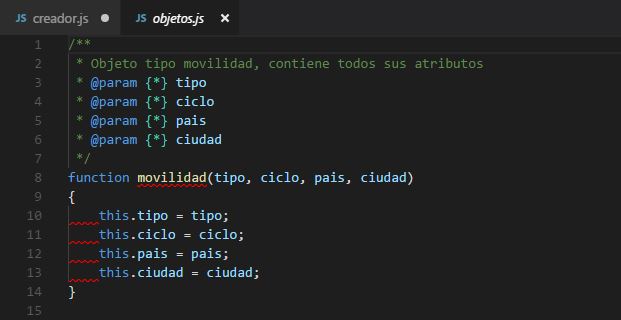 JS creador.js ● JS objetos.js ×
1 /**
2 * Objeto tipo movilidad, contiene todos sus atributos
3 * @param {*} tipo
4 * @param {*} ciclo
5 * @param {*} pais
6 * @param {*} ciudad
7 */
8 function movilidad(tipo, ciclo, pais, ciudad)
9 {
10 this.tipo = tipo;
11 this.ciclo = ciclo;
12 this.pais = pais;
13 this.ciudad = ciudad;
14 }
15